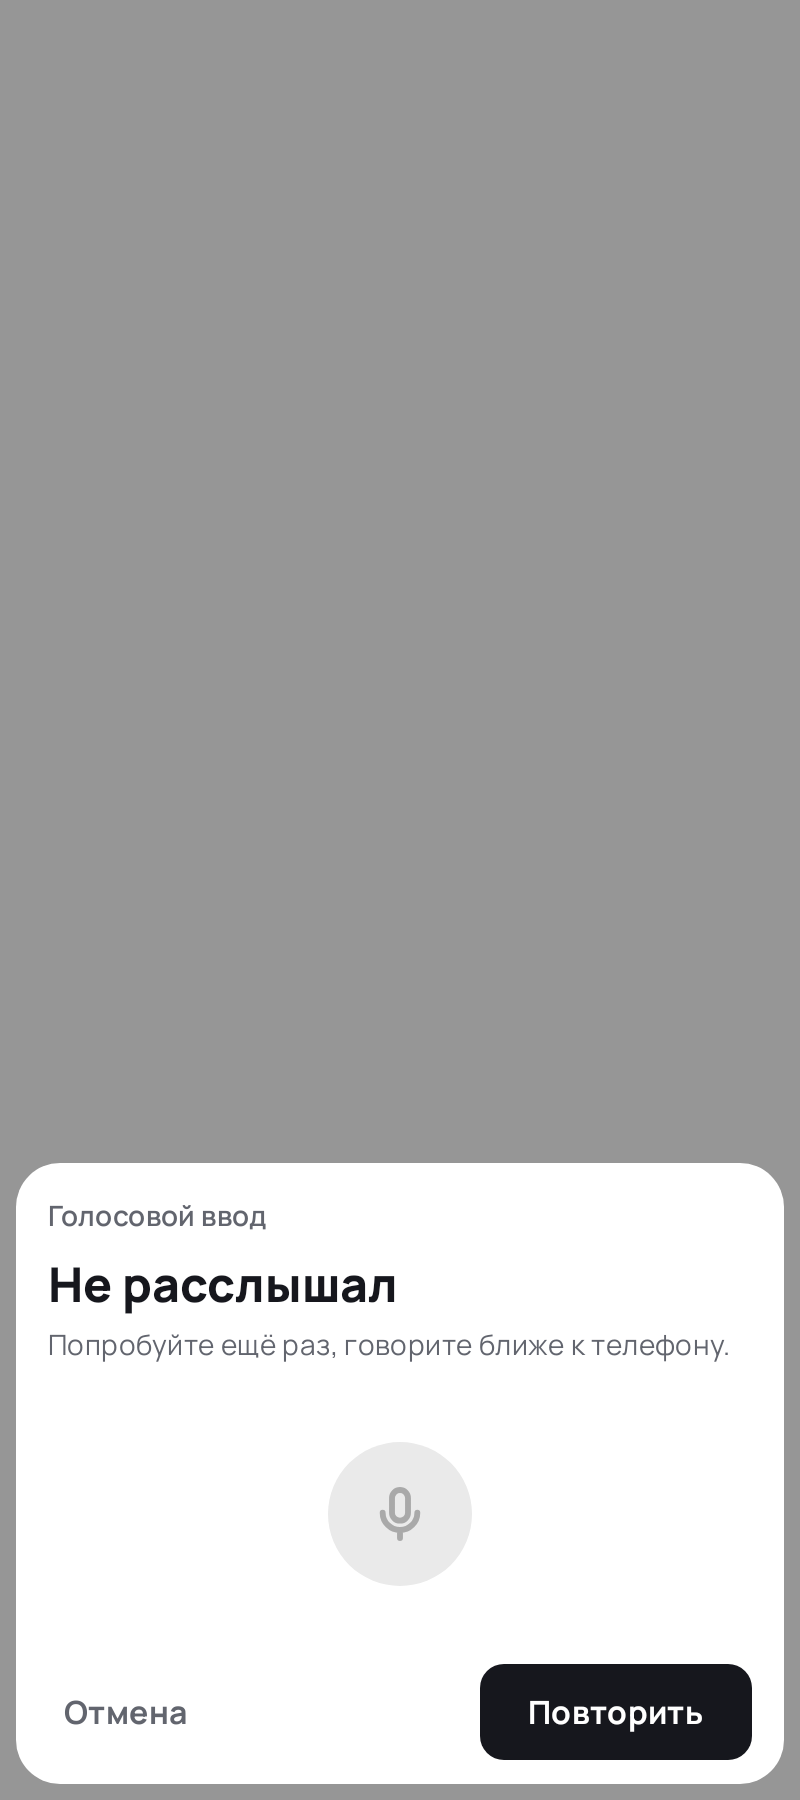 Голосовой ввод
Не расслышал
Попробуйте ещё раз, говорите ближе к телефону.
Отмена
Повторить